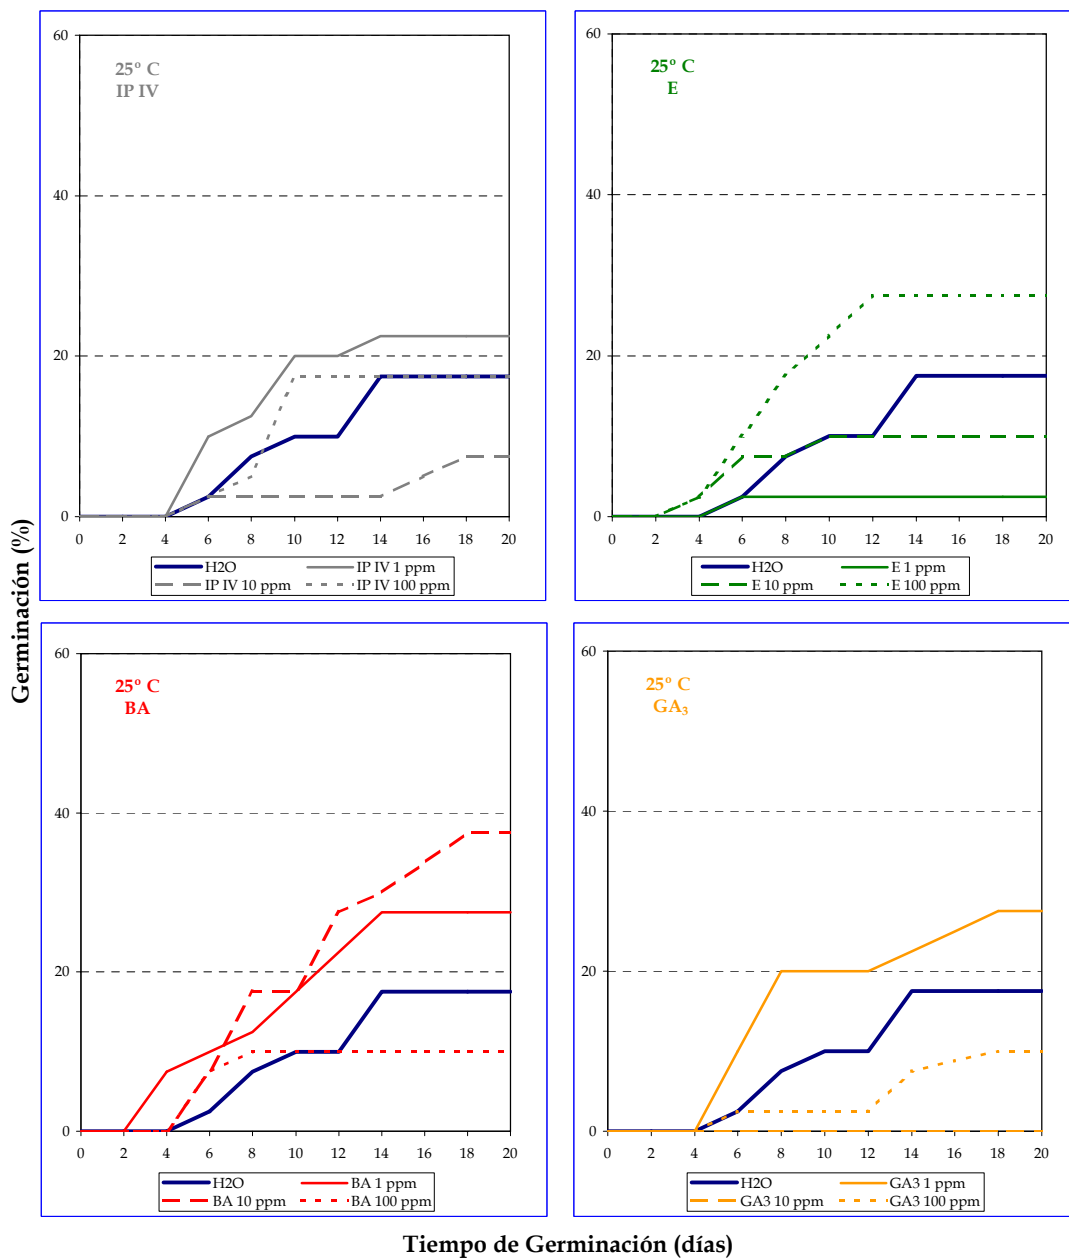 Germinación (%)
25º C
IP IV
60
40
20
0
0 2 4 6 8 10 12 14 16 18 20
H2O IP IV 1 ppm
IP IV 10 ppm IP IV 100 ppm
25º C
E
60
40
20
0
0 2 4 6 8 10 12 14 16 18 20
H2O E 1 ppm
E 10 ppm E 100 ppm
25º C
BA
60
40
20
0
0 2 4 6 8 10 12 14 16 18 20
H2O BA 1 ppm
BA 10 ppm BA 100 ppm
25º C
GA₃
60
40
20
0
0 2 4 6 8 10 12 14 16 18 20
H2O GA3 1 ppm
GA3 10 ppm GA3 100 ppm
Tiempo de Germinación (días)